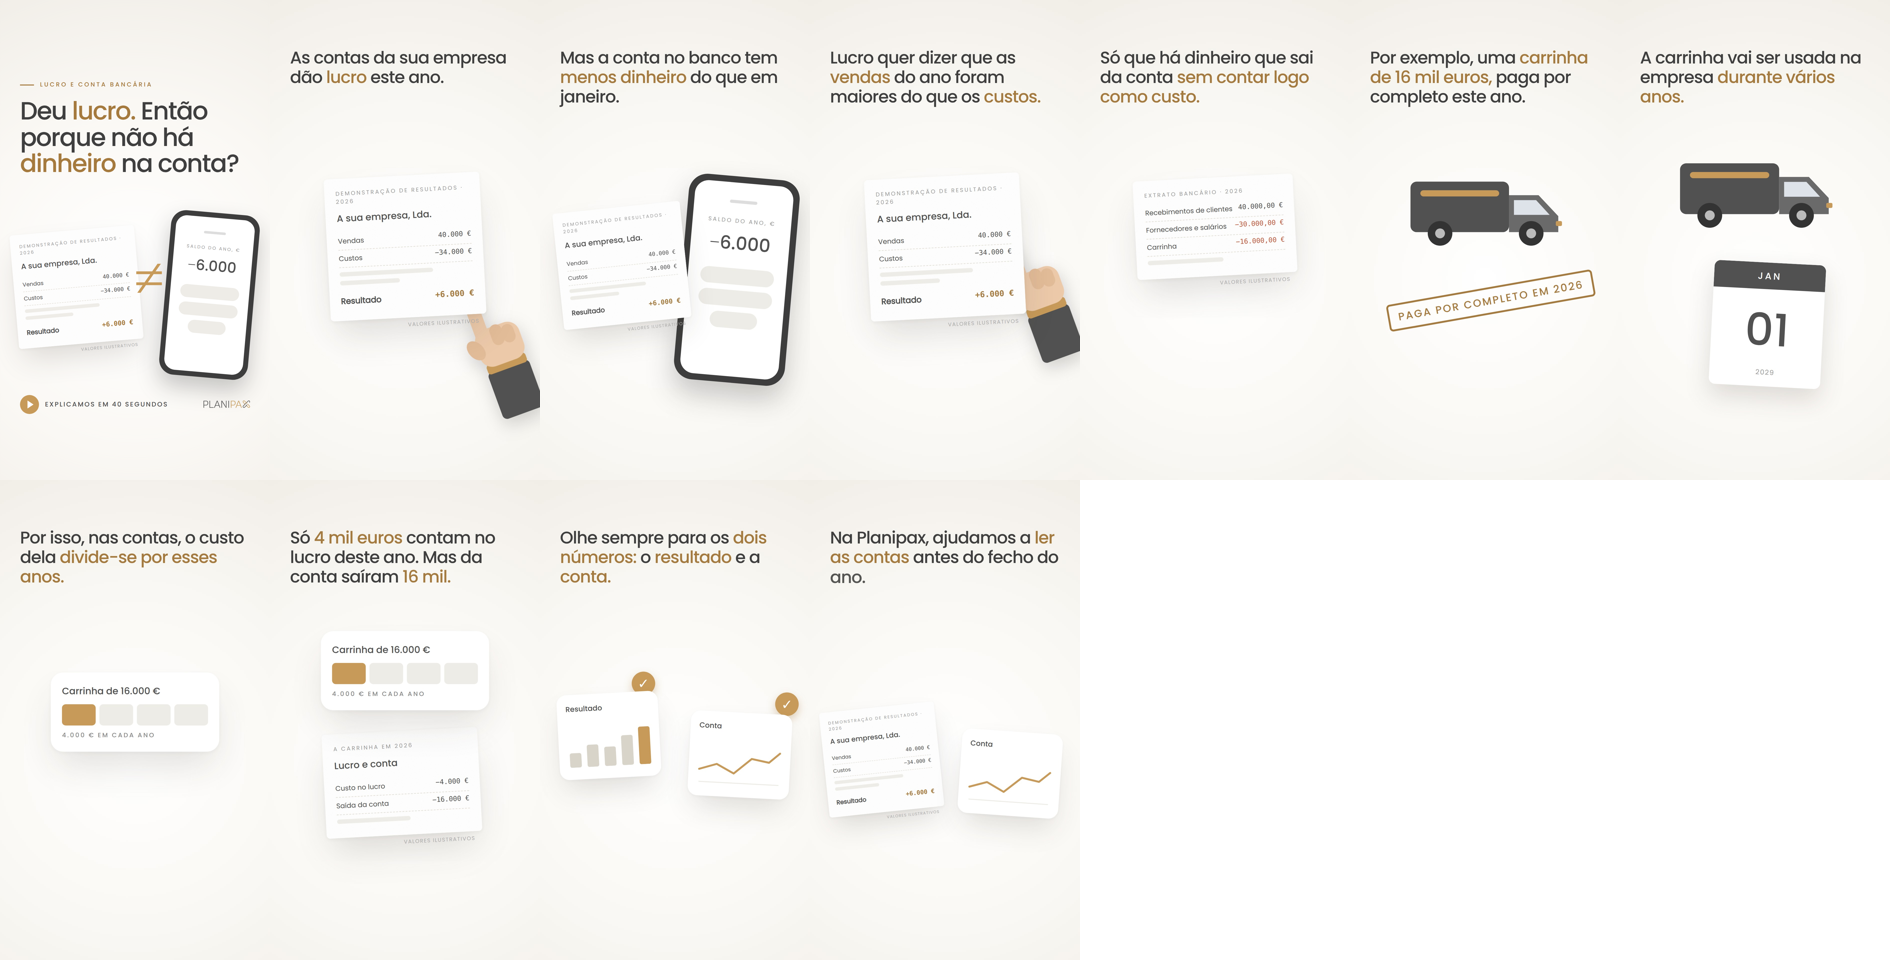 LUCRO E CONTA BANCÁRIA
Deu lucro. Então
porque não há
dinheiro na conta?
DEMONSTRAÇÃO DE RESULTADOS ·
2026
A sua empresa, Lda.
Vendas 40.000 €
Custos −34.000 €
Resultado +6.000 €
VALORES ILUSTRATIVOS
≠
SALDO DO ANO, €
−6.000
EXPLICAMOS EM 40 SEGUNDOS
PLANIPAX
As contas da sua empresa
dão lucro este ano.
DEMONSTRAÇÃO DE RESULTADOS ·
2026
A sua empresa, Lda.
Vendas 40.000 €
Custos −34.000 €
Resultado +6.000 €
VALORES ILUSTRATIVOS
Mas a conta no banco tem
menos dinheiro do que em
janeiro.
DEMONSTRAÇÃO DE RESULTADOS ·
2026
A sua empresa, Lda.
Vendas 40.000 €
Custos −34.000 €
Resultado +6.000 €
VALORES ILUSTRATIVOS
SALDO DO ANO, €
−6.000
Lucro quer dizer que as
vendas do ano foram
maiores do que os custos.
DEMONSTRAÇÃO DE RESULTADOS ·
2026
A sua empresa, Lda.
Vendas 40.000 €
Custos −34.000 €
Resultado +6.000 €
VALORES ILUSTRATIVOS
Só que há dinheiro que sai
da conta sem contar logo
como custo.
EXTRATO BANCÁRIO · 2026
Recebimentos de clientes 40.000,00 €
Fornecedores e salários −30.000,00 €
Carrinha −16.000,00 €
VALORES ILUSTRATIVOS
Por exemplo, uma carrinha
de 16 mil euros, paga por
completo este ano.
PAGA POR COMPLETO EM 2026
A carrinha vai ser usada na
empresa durante vários
anos.
JAN
01
2029
Por isso, nas contas, o custo
dela divide-se por esses
anos.
Carrinha de 16.000 €
4.000 € EM CADA ANO
Só 4 mil euros contam no
lucro deste ano. Mas da
conta saíram 16 mil.
Carrinha de 16.000 €
4.000 € EM CADA ANO
A CARRINHA EM 2026
Lucro e conta
Custo no lucro −4.000 €
Saída da conta −16.000 €
VALORES ILUSTRATIVOS
Olhe sempre para os dois
números: o resultado e a
conta.
Resultado
Conta
Na Planipax, ajudamos a ler
as contas antes do fecho do
ano.
DEMONSTRAÇÃO DE RESULTADOS ·
2026
A sua empresa, Lda.
Vendas 40.000 €
Custos −34.000 €
Resultado +6.000 €
VALORES ILUSTRATIVOS
Conta